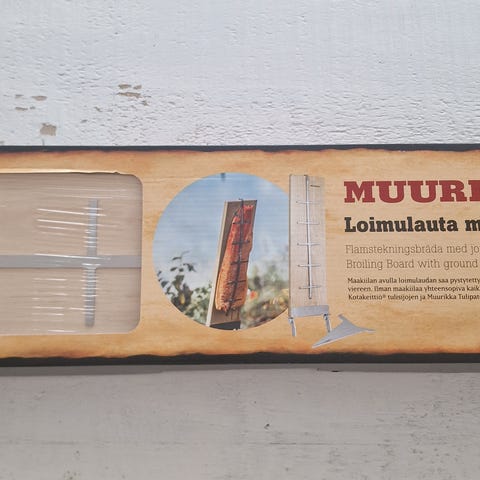 MUURI
Loimulauta m
Flamstekningsbräda med jo
Broiling Board with ground
Maakiilan avulla loimulaudan saa pystytetty
viereen. Ilman maakiilaa yhteensopiva kaik
Kotakeittiö® tulisijojen ja Muurikka Tulipat